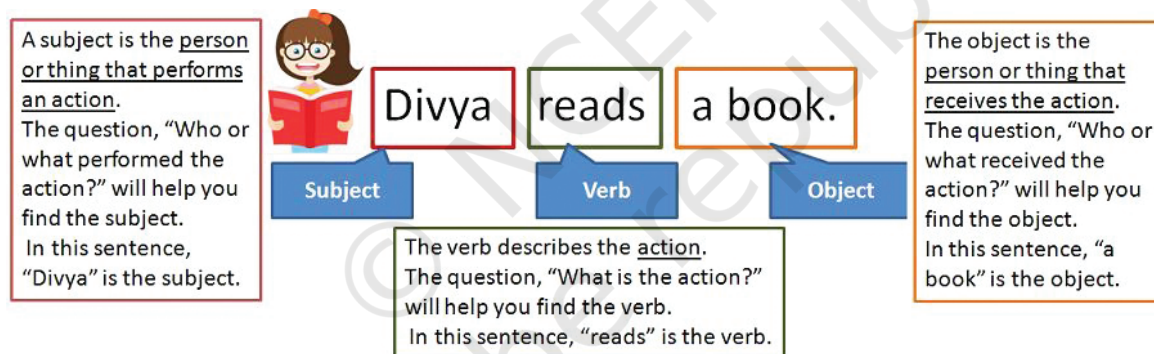 A subject is the person
or thing that performs
an action.
The question, “Who or
what performed the
action?” will help you
find the subject.
In this sentence,
“Divya” is the subject.
Divya reads a book.
Subject Verb Object
The verb describes the action.
The question, “What is the action?”
will help you find the verb.
In this sentence, “reads” is the verb.
The object is the
person or thing that
receives the action.
The question, “Who or
what received the
action?” will help you
find the object.
In this sentence, “a
book” is the object.